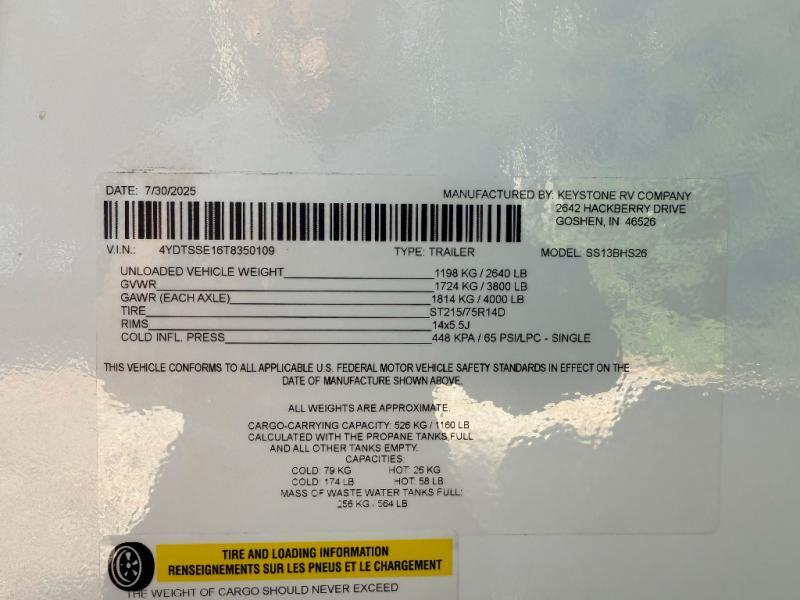 DATE: 7/30/2025
MANUFACTURED BY: KEYSTONE RV COMPANY
2642 HACKBERRY DRIVE
GOSHEN, IN 46526
V.I.N.: 4YDTSSE16T8350109 TYPE: TRAILER MODEL: SS13BHS26
UNLOADED VEHICLE WEIGHT 1198 KG / 2640 LB
GVWR 1724 KG / 3800 LB
GAWR (EACH AXLE) 1814 KG / 4000 LB
TIRE ST215/75R14D
RIMS 14x5.5J
COLD INFL. PRESS 448 KPA / 65 PSI/LPC - SINGLE
THIS VEHICLE CONFORMS TO ALL APPLICABLE U.S. FEDERAL MOTOR VEHICLE SAFETY STANDARDS IN EFFECT ON THE
DATE OF MANUFACTURE SHOWN ABOVE.
ALL WEIGHTS ARE APPROXIMATE.
CARGO-CARRYING CAPACITY: 526 KG / 1160 LB
CALCULATED WITH THE PROPANE TANKS FULL
AND ALL OTHER TANKS EMPTY.
CAPACITIES:
COLD: 79 KG HOT: 26 KG
COLD: 174 LB HOT: 58 LB
MASS OF WASTE WATER TANKS FULL:
256 KG / 564 LB
TIRE AND LOADING INFORMATION
RENSEIGNEMENTS SUR LES PNEUS ET LE CHARGEMENT
THE WEIGHT OF CARGO SHOULD NEVER EXCEED